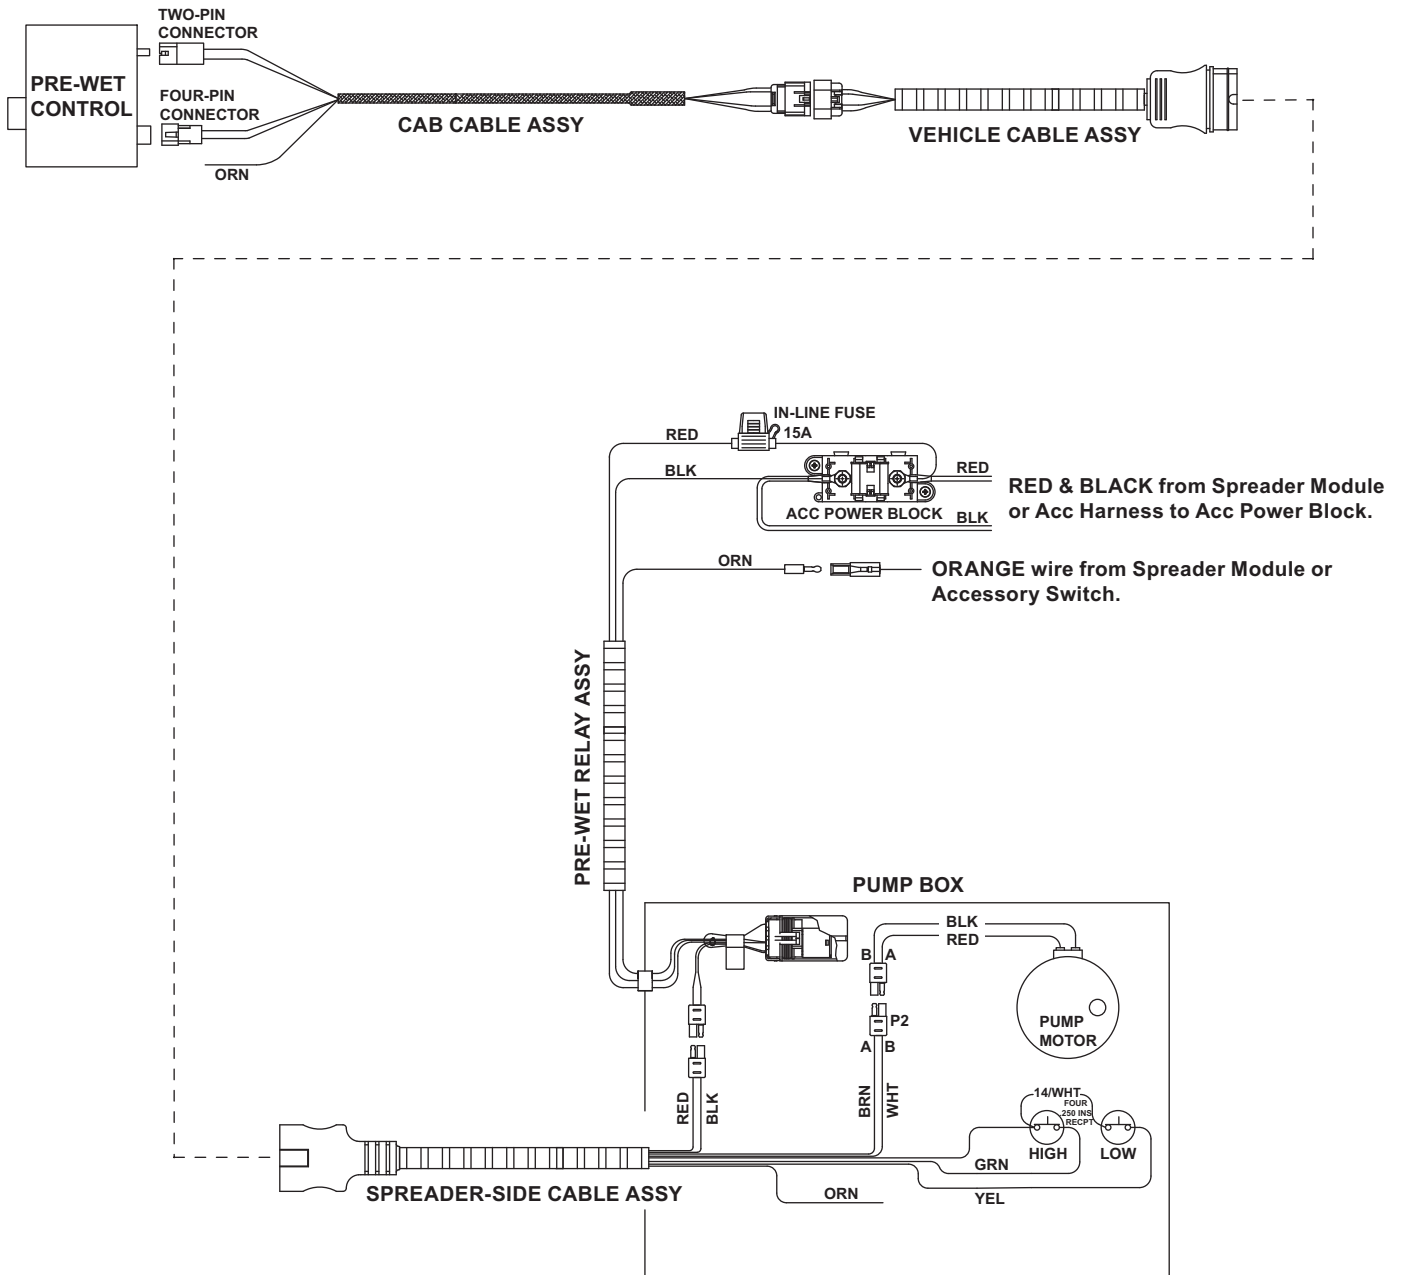 TWO-PIN
CONNECTOR
PRE-WET
CONTROL
FOUR-PIN
CONNECTOR
ORN
CAB CABLE ASSY
VEHICLE CABLE ASSY
IN-LINE FUSE
15A
RED
BLK
RED
ACC POWER BLOCK
BLK
RED & BLACK from Spreader Module
or Acc Harness to Acc Power Block.
ORN
ORANGE wire from Spreader Module or
Accessory Switch.
PRE-WET RELAY ASSY
PUMP BOX
BLK
RED
B A
P2
A B
PUMP
MOTOR
RED
BLK
BRN
WHT
14/WHT
FOUR
.250 INS
RECPT
HIGH
LOW
GRN
YEL
ORN
SPREADER-SIDE CABLE ASSY